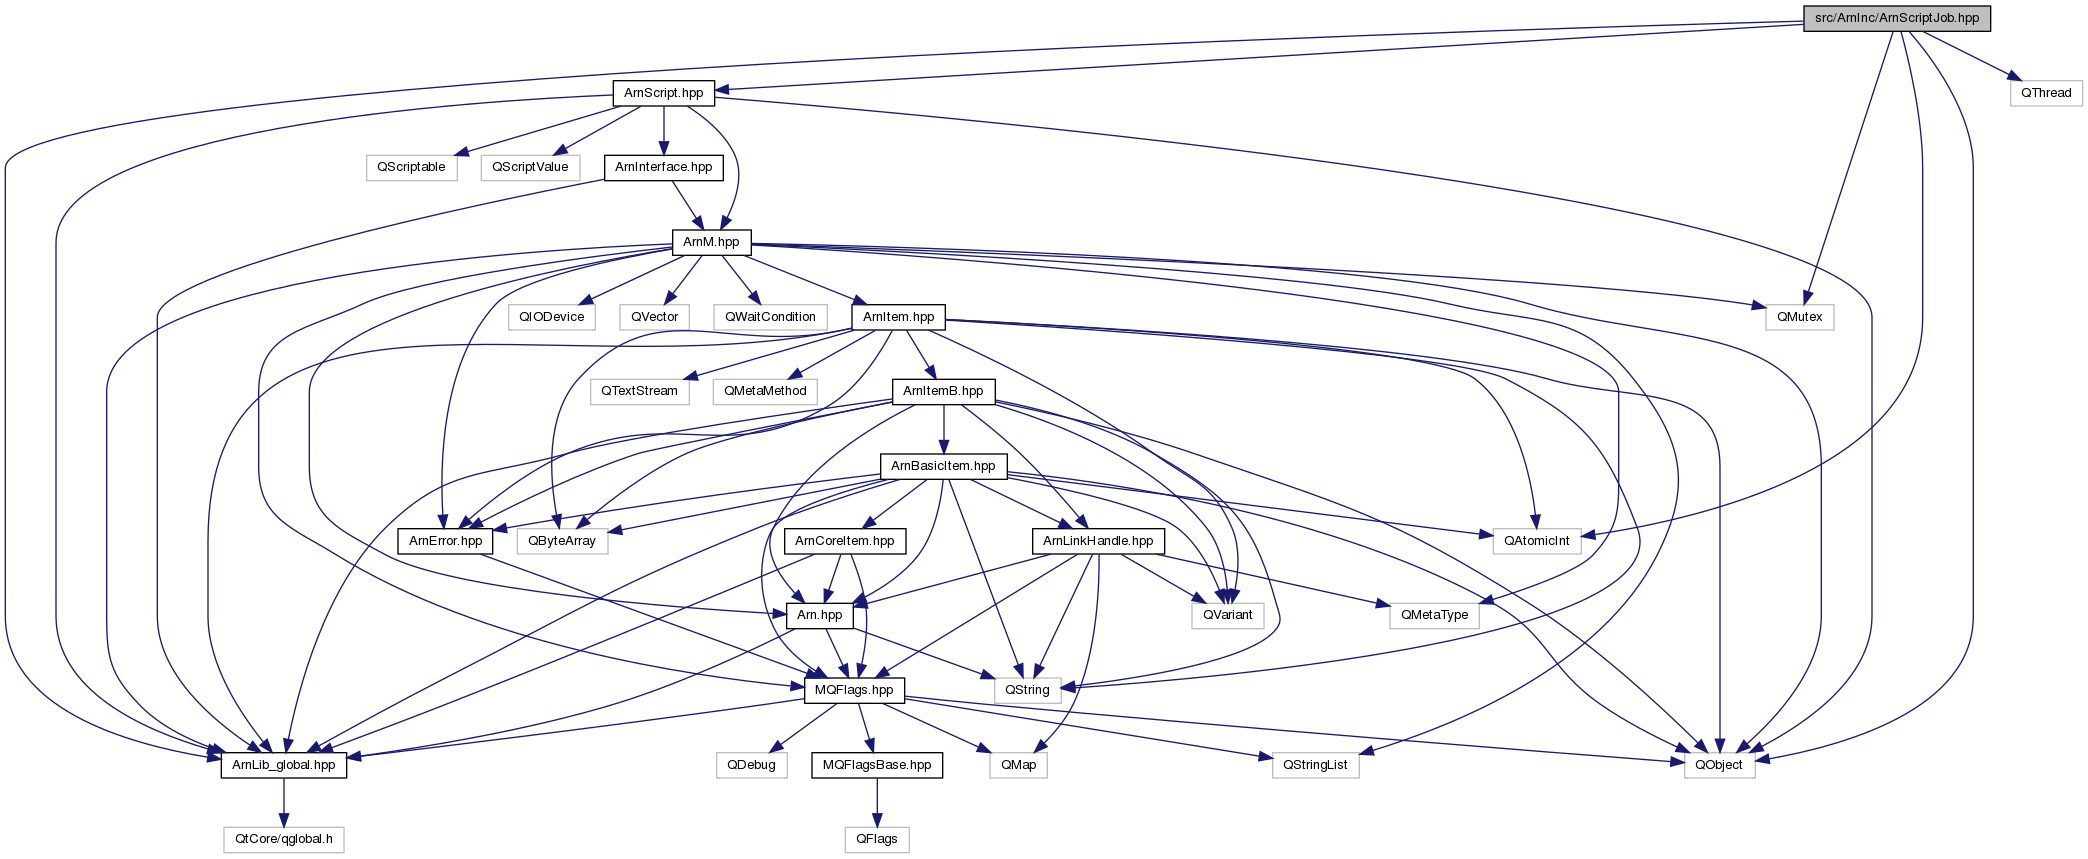 src/ArnInc/ArnScriptJob.hpp
ArnScript.hpp
QThread
QScriptable
QScriptValue
ArnInterface.hpp
ArnM.hpp
QIODevice
QVector
QWaitCondition
ArnItem.hpp
QMutex
QTextStream
QMetaMethod
ArnItemB.hpp
ArnBasicItem.hpp
ArnError.hpp
QByteArray
ArnCoreItem.hpp
ArnLinkHandle.hpp
QAtomicInt
Arn.hpp
QVariant
QMetaType
MQFlags.hpp
QString
ArnLib_global.hpp
QDebug
MQFlagsBase.hpp
QMap
QStringList
QObject
QtCore/qglobal.h
QFlags